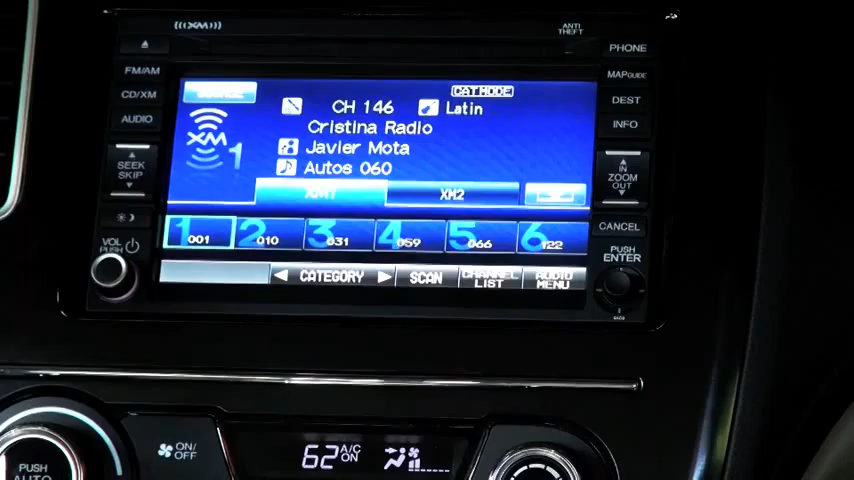 (((XM)))
ANTI
THEFT
PHONE
FM/AM
MAPGUIDE
CD/XM
DEST
AUDIO
INFO
CAT MODE
CH 146
Latin
Cristina Radio
XM 1
Javier Mota
Autos 060
SEEK
SKIP
IN
ZOOM
OUT
XM1
XM2
1 001
2 010
3 031
4 059
5 066
6 122
CANCEL
VOL
PUSH
PUSH
ENTER
CATEGORY
SCAN
CHANNEL
LIST
AUDIO
MENU
ON/
OFF
62 A/C
ON
PUSH
AUTO